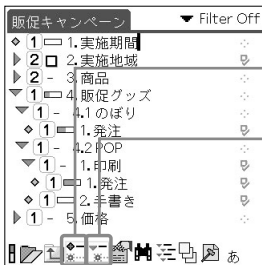 販促キャンペーン ▼ Filter Off
1 1.実施期間
2 2.実施地域
2 - 3.商品
1 4.販促グッズ
1 - 4.1のぼり
1 1.発注
1 - 4.2POP
1 - 1.印刷
1 1.発注
1 2.手書き
1 - 5.価格
あ